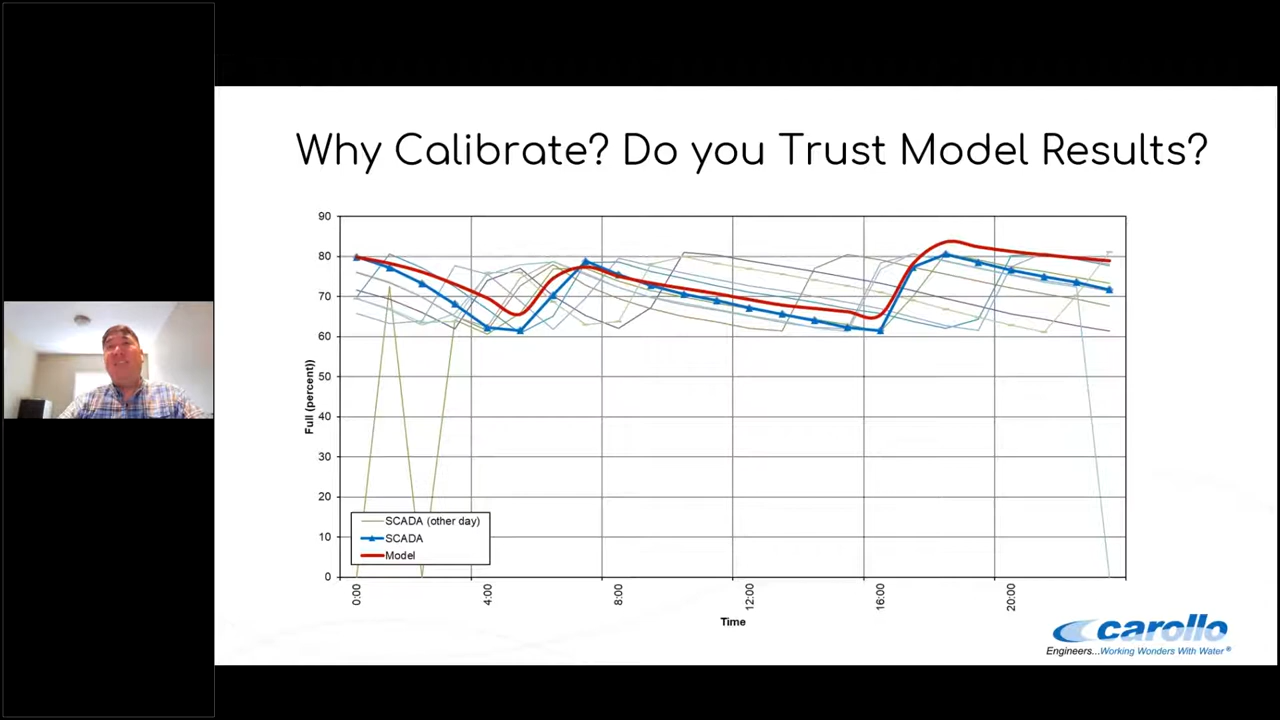 Why Calibrate? Do you Trust Model Results?
90
80
70
60
50
40
30
20
10
0
Full (percent))
SCADA (other day)
SCADA
Model
0:00
4:00
8:00
12:00
16:00
20:00
Time
carollo
Engineers...Working Wonders With Water®